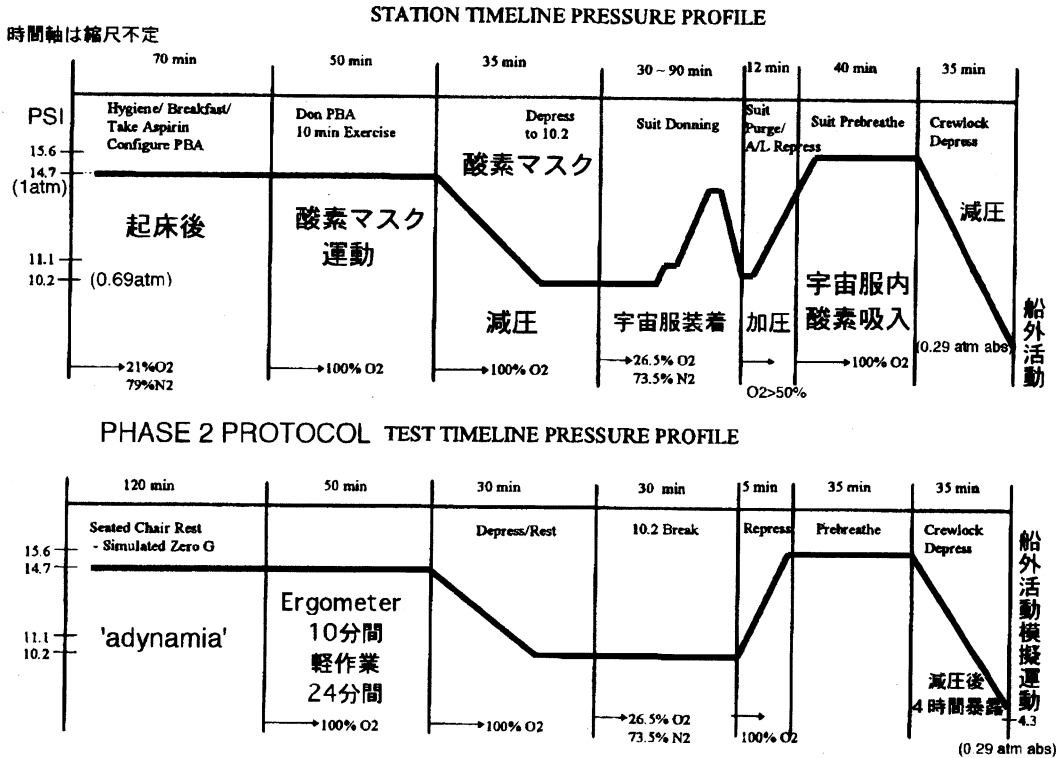 STATION TIMELINE PRESSURE PROFILE
時間軸は縮尺不定
70 min
50 min
35 min
30 ~ 90 min
12 min
40 min
35 min
PSI
15.6
14.7
(1atm)
11.1
10.2
(0.69atm)
Hygiene/ Breakfast/
Take Aspirin
Configure PBA
起床後
21%O2
79%N2
Don PBA
10 min Exercise
酸素マスク
運動
100% O2
Depress
to 10.2
酸素マスク
減圧
100% O2
Suit Donning
宇宙服装着
26.5% O2
73.5% N2
Suit
Purge/
A/L Repress
加圧
O2>50%
Suit Prebreathe
宇宙服内
酸素吸入
100% O2
Crewlock
Depress
減圧
(0.29 atm abs)
船外活動
PHASE 2 PROTOCOL TEST TIMELINE PRESSURE PROFILE
120 min
50 min
30 min
30 min
5 min
35 min
35 min
15.6
14.7
11.1
10.2
Seated Chair Rest
- Simulated Zero G
'adynamia'
Ergometer
10分間
軽作業
24分間
100% O2
Depress/Rest
100% O2
10.2 Break
26.5% O2
73.5% N2
Repress
100% O2
Prebreathe
Crewlock
Depress
減圧後
4時間暴露
船外活動模擬運動
4.3
(0.29 atm abs)